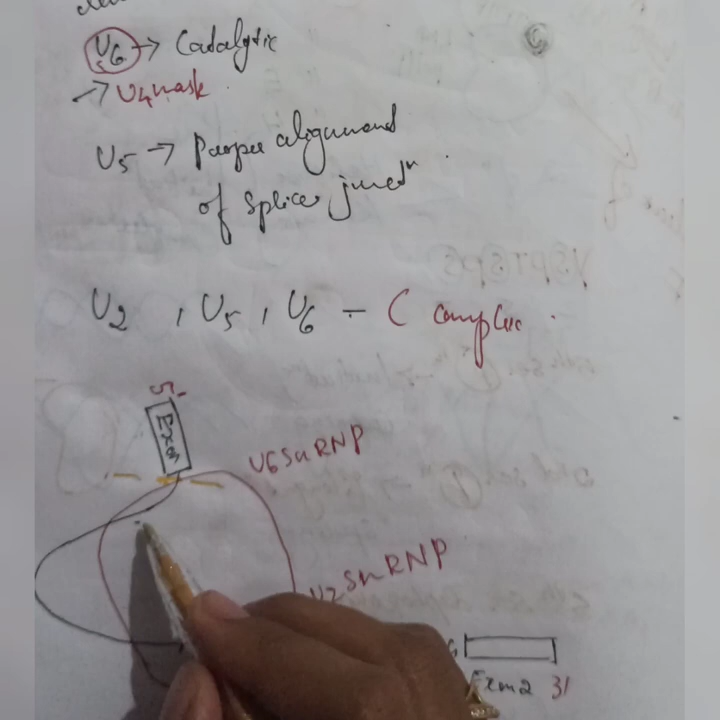 U6 → Catalytic
→ U4 mask
U5 → Proper alignment
of splice junctⁿ
U2 , U5 , U6 – C Complex
5'
Exon
U6 SnRNP
U2 SnRNP
Exon2 3'